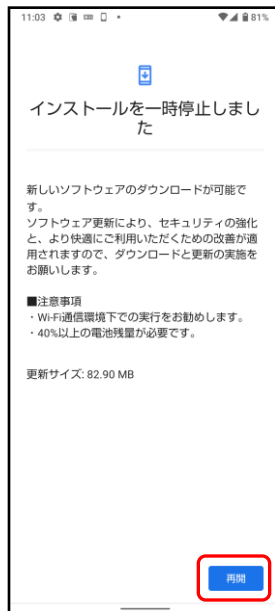 11:03 81%
インストールを一時停止しまし
た
新しいソフトウェアのダウンロードが可能で
す。
ソフトウェア更新により、セキュリティの強化
と、より快適にご利用いただくための改善が適
用されますので、ダウンロードと更新の実施を
お願いします。
■注意事項
・Wi-Fi通信環境下での実行をお勧めします。
・40%以上の電池残量が必要です。
更新サイズ: 82.90 MB
再開